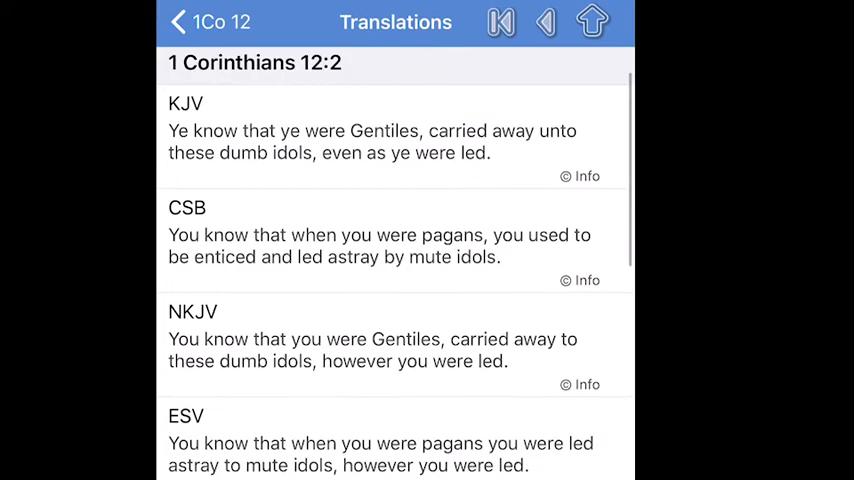 1Co 12
Translations
1 Corinthians 12:2
KJV
Ye know that ye were Gentiles, carried away unto
these dumb idols, even as ye were led.
© Info
CSB
You know that when you were pagans, you used to
be enticed and led astray by mute idols.
© Info
NKJV
You know that you were Gentiles, carried away to
these dumb idols, however you were led.
© Info
ESV
You know that when you were pagans you were led
astray to mute idols, however you were led.